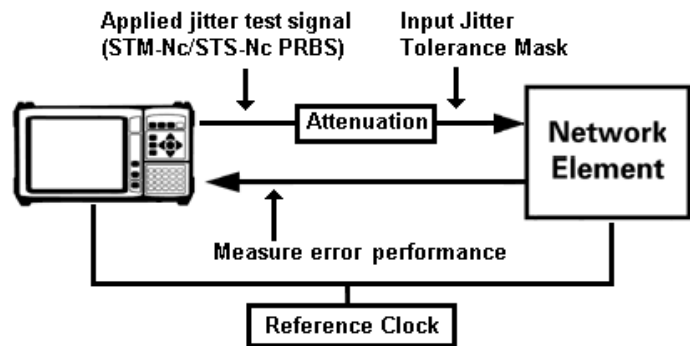 Applied jitter test signal
(STM-Nc/STS-Nc PRBS)
Input Jitter
Tolerance Mask
Attenuation
Network
Element
Measure error performance
Reference Clock